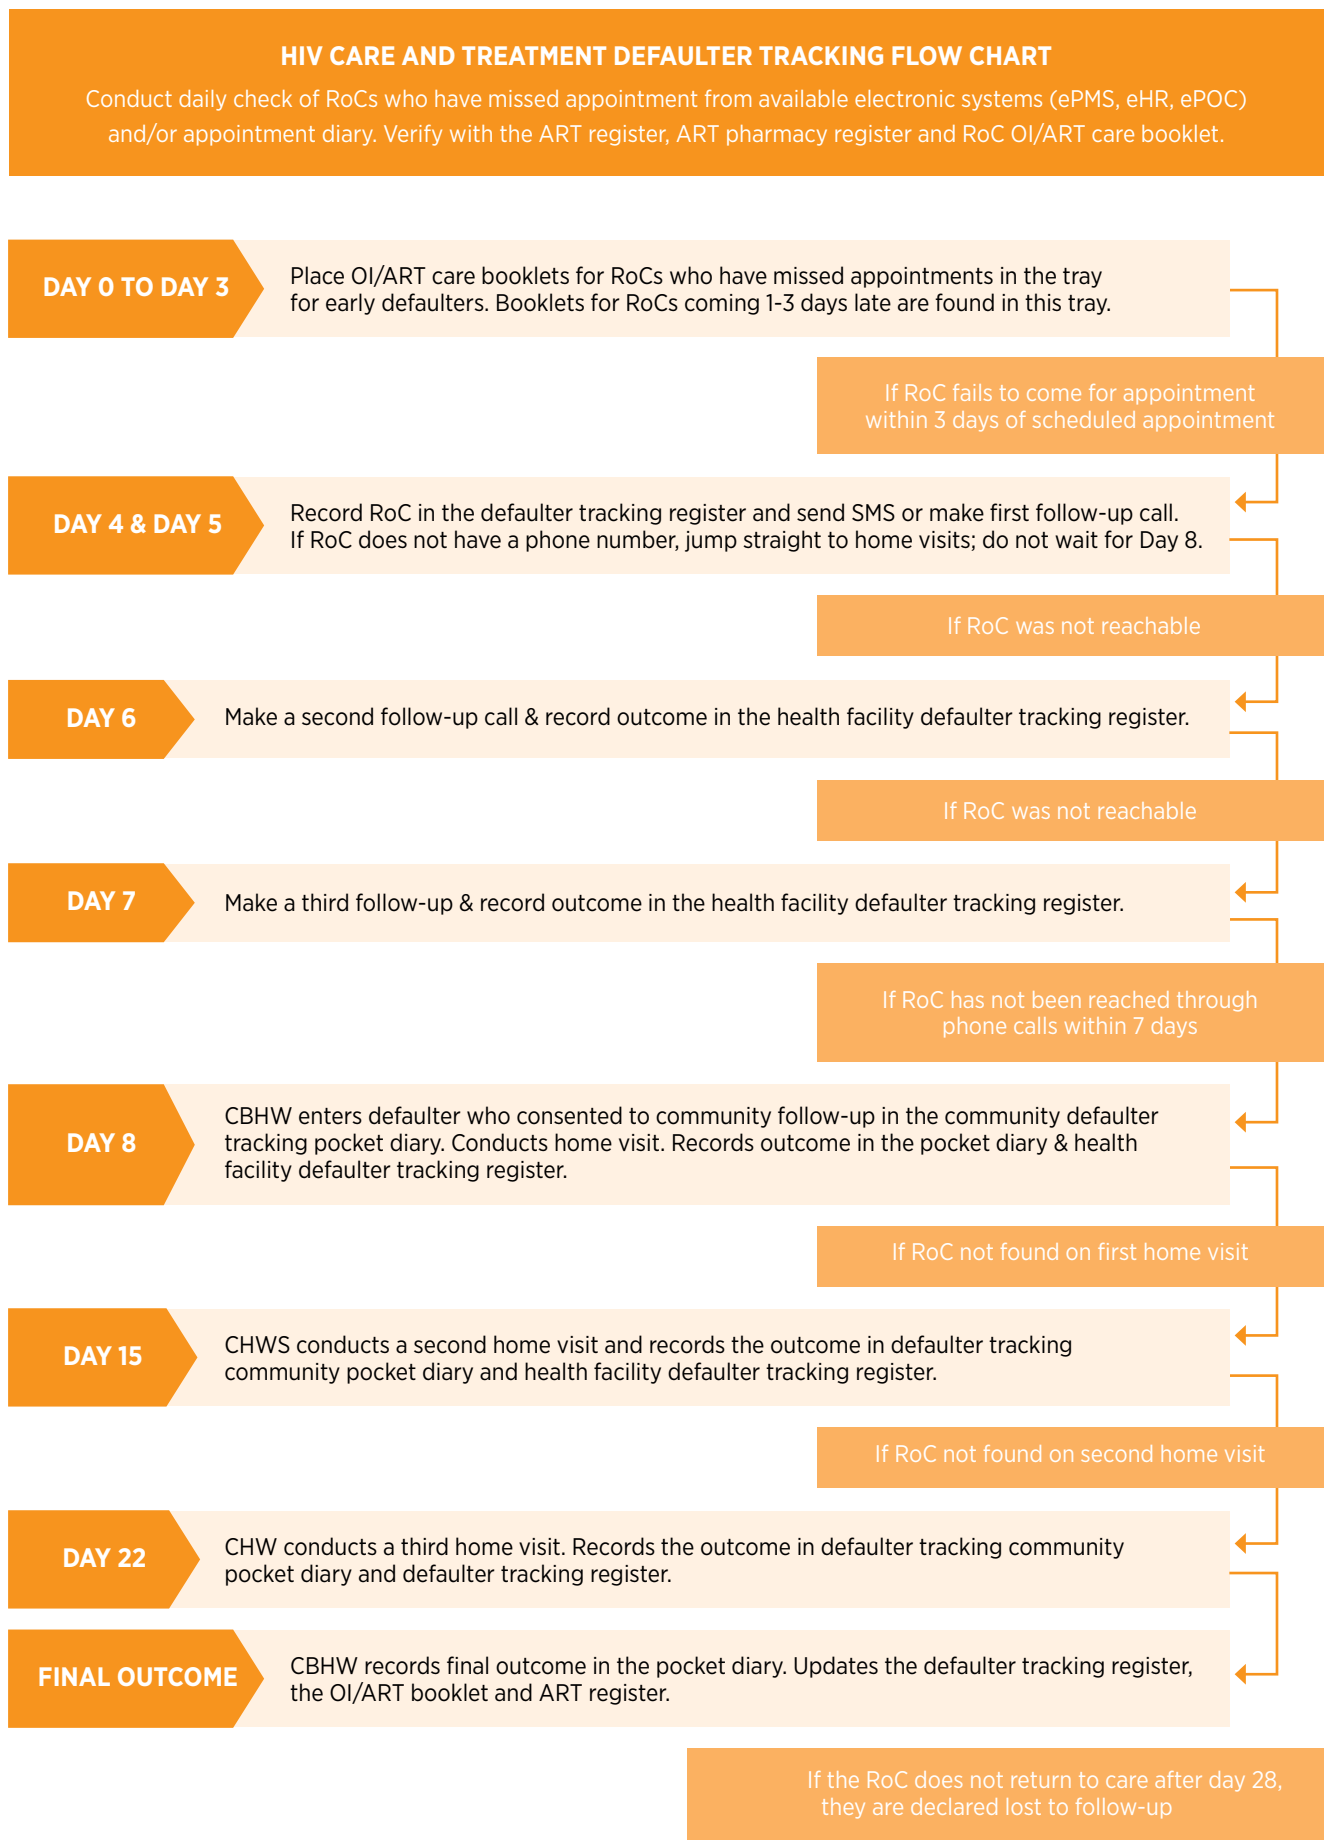 HIV CARE AND TREATMENT DEFAULTER TRACKING FLOW CHART
Conduct daily check of RoCs who have missed appointment from available electronic systems (ePMS, eHR, ePOC)
and/or appointment diary. Verify with the ART register, ART pharmacy register and RoC OI/ART care booklet.
DAY 0 TO DAY 3
Place OI/ART care booklets for RoCs who have missed appointments in the tray
for early defaulters. Booklets for RoCs coming 1-3 days late are found in this tray.
If RoC fails to come for appointment
within 3 days of scheduled appointment
DAY 4 & DAY 5
Record RoC in the defaulter tracking register and send SMS or make first follow-up call.
If RoC does not have a phone number, jump straight to home visits; do not wait for Day 8.
If RoC was not reachable
DAY 6
Make a second follow-up call & record outcome in the health facility defaulter tracking register.
If RoC was not reachable
DAY 7
Make a third follow-up & record outcome in the health facility defaulter tracking register.
If RoC has not been reached through
phone calls within 7 days
DAY 8
CBHW enters defaulter who consented to community follow-up in the community defaulter
tracking pocket diary. Conducts home visit. Records outcome in the pocket diary & health
facility defaulter tracking register.
If RoC not found on first home visit
DAY 15
CHWS conducts a second home visit and records the outcome in defaulter tracking
community pocket diary and health facility defaulter tracking register.
If RoC not found on second home visit
DAY 22
CHW conducts a third home visit. Records the outcome in defaulter tracking community
pocket diary and defaulter tracking register.
FINAL OUTCOME
CBHW records final outcome in the pocket diary. Updates the defaulter tracking register,
the OI/ART booklet and ART register.
If the RoC does not return to care after day 28,
they are declared lost to follow-up